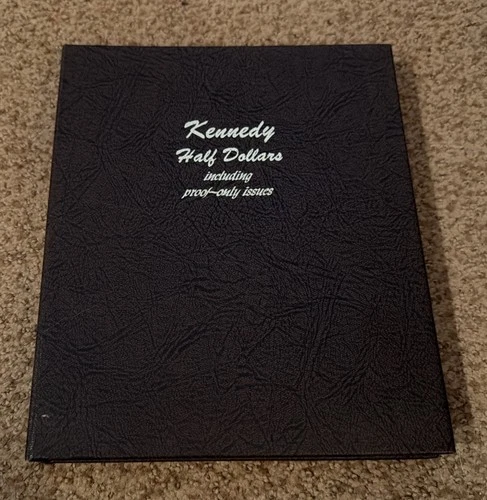 Kennedy
Half Dollars
including
proof-only issues